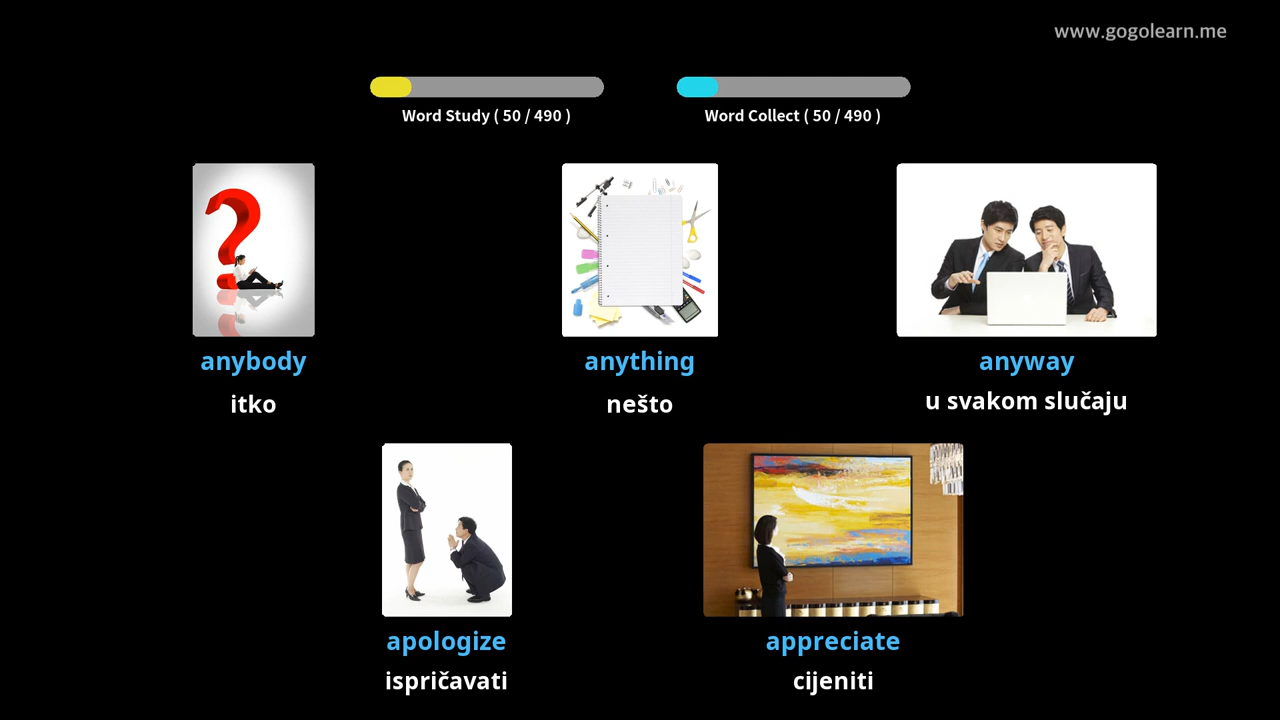 www.gogolearn.me
Word Study ( 50 / 490 )
Word Collect ( 50 / 490 )
anybody
anything
anyway
itko
nešto
u svakom slučaju
apologize
appreciate
ispričavati
cijeniti